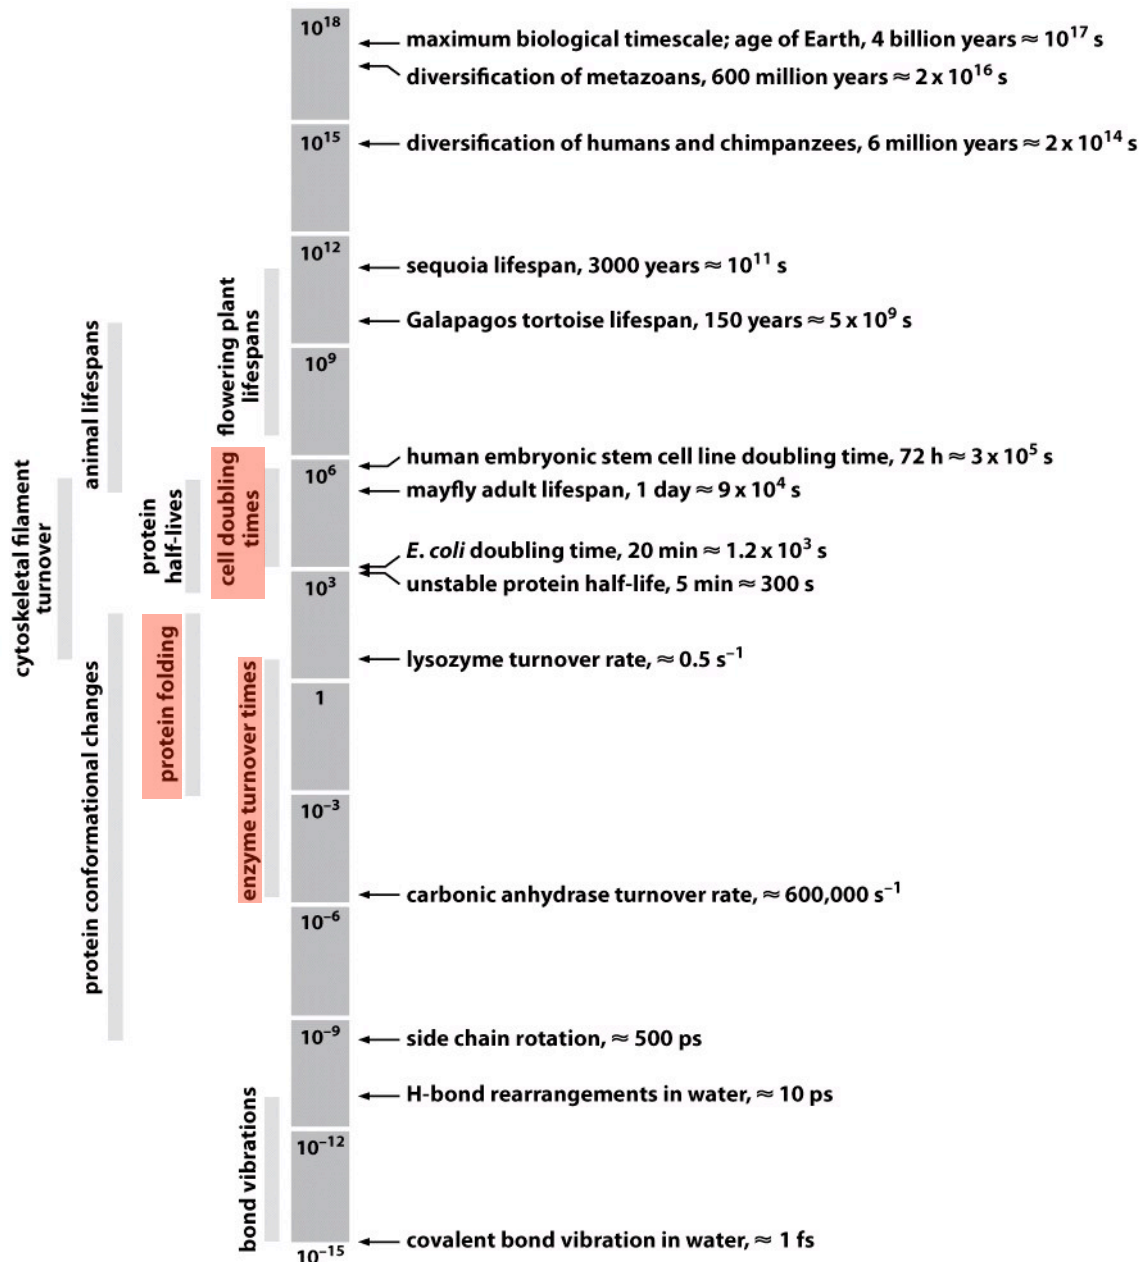 10¹⁸
maximum biological timescale; age of Earth, 4 billion years ≈ 10¹⁷ s
diversification of metazoans, 600 million years ≈ 2 x 10¹⁶ s
10¹⁵
diversification of humans and chimpanzees, 6 million years ≈ 2 x 10¹⁴ s
10¹²
sequoia lifespan, 3000 years ≈ 10¹¹ s
Galapagos tortoise lifespan, 150 years ≈ 5 x 10⁹ s
10⁹
human embryonic stem cell line doubling time, 72 h ≈ 3 x 10⁵ s
10⁶
mayfly adult lifespan, 1 day ≈ 9 x 10⁴ s
E. coli doubling time, 20 min ≈ 1.2 x 10³ s
10³
unstable protein half-life, 5 min ≈ 300 s
lysozyme turnover rate, ≈ 0.5 s⁻¹
1
10⁻³
carbonic anhydrase turnover rate, ≈ 600,000 s⁻¹
10⁻⁶
10⁻⁹
side chain rotation, ≈ 500 ps
H-bond rearrangements in water, ≈ 10 ps
10⁻¹²
covalent bond vibration in water, ≈ 1 fs
10⁻¹⁵
cytoskeletal filament
turnover
animal lifespans
protein conformational changes
protein
half-lives
protein folding
flowering plant
lifespans
cell doubling
times
enzyme turnover times
bond vibrations